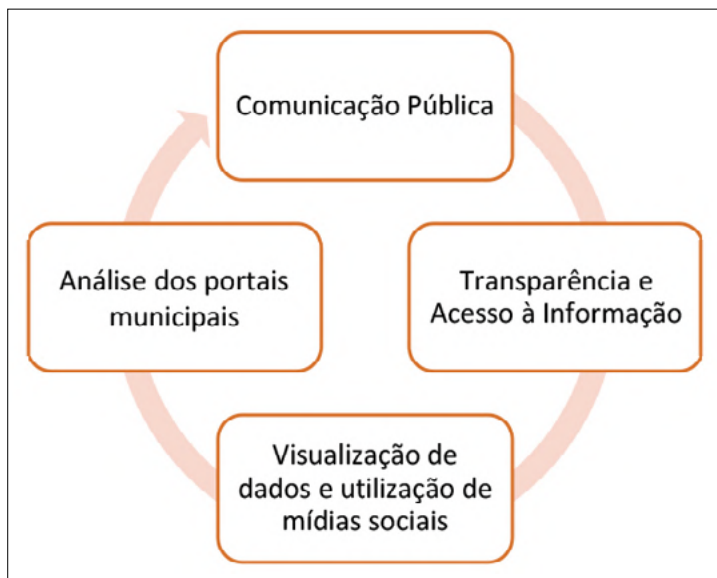 Comunicação Pública
Transparência e
Acesso à Informação
Visualização de
dados e utilização de
mídias sociais
Análise dos portais
municipais